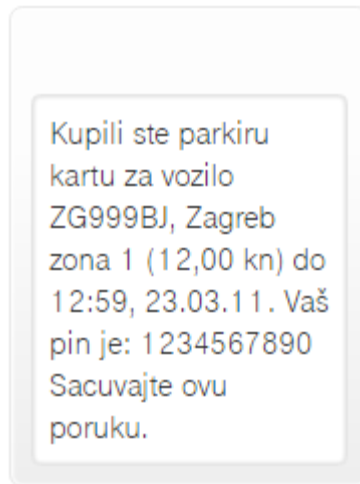 Kupili ste parkiru
kartu za vozilo
ZG999BJ, Zagreb
zona 1 (12,00 kn) do
12:59, 23.03.11. Vaš
pin je: 1234567890
Sacuvajte ovu
poruku.